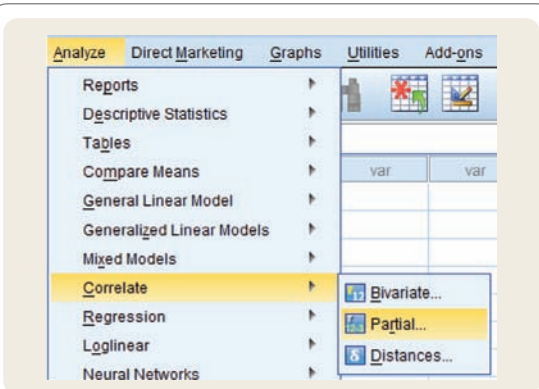 Analyze Direct Marketing Graphs Utilities Add-ons
Reports
Descriptive Statistics
Tables
Compare Means
var var
General Linear Model
Generalized Linear Models
Mixed Models
Correlate
Bivariate...
Regression
Partial...
Loglinear
Distances...
Neural Networks